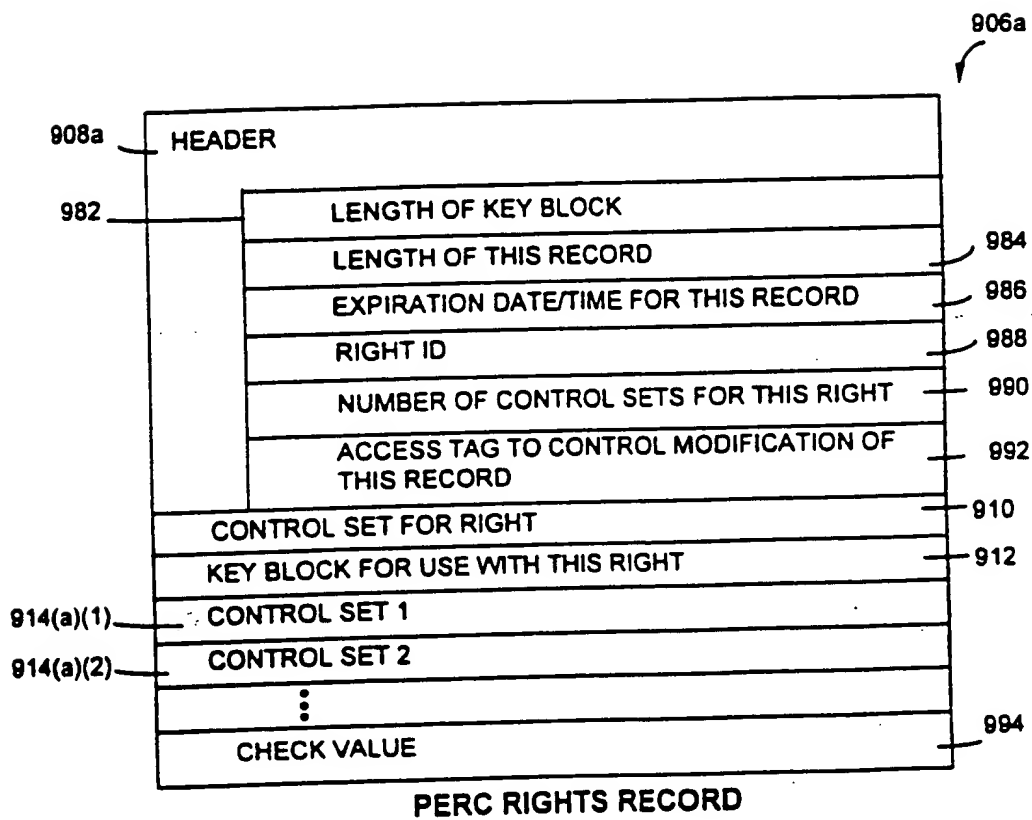 906a
908a HEADER
982 LENGTH OF KEY BLOCK
LENGTH OF THIS RECORD 984
EXPIRATION DATE/TIME FOR THIS RECORD 986
RIGHT ID 988
NUMBER OF CONTROL SETS FOR THIS RIGHT 990
ACCESS TAG TO CONTROL MODIFICATION OF 992
THIS RECORD
CONTROL SET FOR RIGHT 910
KEY BLOCK FOR USE WITH THIS RIGHT 912
914(a)(1) CONTROL SET 1
914(a)(2) CONTROL SET 2
CHECK VALUE 994
PERC RIGHTS RECORD